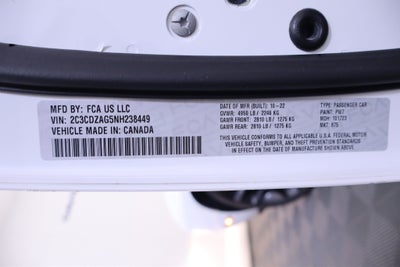 MFD BY: FCA US LLC
VIN: 2C3CDZAG5NH238449
VEHICLE MADE IN: CANADA
DATE OF MFR (BUILT): 10-22
GVWR: 4950 LB / 2246 KG
GAWR FRONT: 2810 LB / 1275 KG
GAWR REAR: 2810 LB / 1275 KG
TYPE: PASSENGER CAR
PAINT: PW7
MDH: 101723
THIS VEHICLE CONFORMS TO ALL APPLICABLE U.S.A. FEDERAL MOTOR
VEHICLE SAFETY, BUMPER, AND THEFT PREVENTION STANDARDS
IN EFFECT ON THE DATE OF MANUFACTURE SHOWN ABOVE